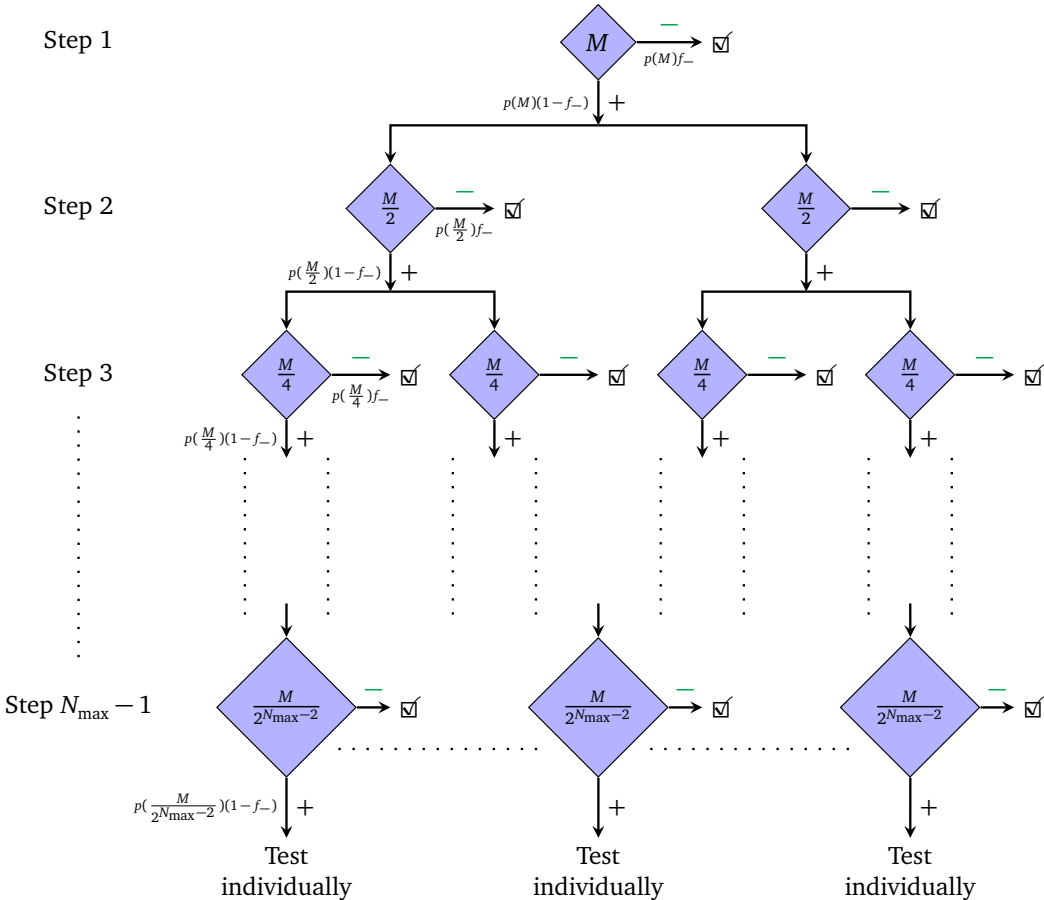 Step 1
M
−
☑
p(M)f₋
p(M)(1−f₋)
+
Step 2
M/2
−
☑
p(M/2)f₋
M/2
−
☑
p(M/2)(1−f₋)
+
+
Step 3
M/4
−
☑
p(M/4)f₋
M/4
−
☑
M/4
−
☑
M/4
−
☑
p(M/4)(1−f₋)
+
+
+
+
Step N_max − 1
M/2^(N_max−2)
−
☑
M/2^(N_max−2)
−
☑
M/2^(N_max−2)
−
☑
p(M/2^(N_max−2))(1−f₋)
+
+
+
Test
individually
Test
individually
Test
individually